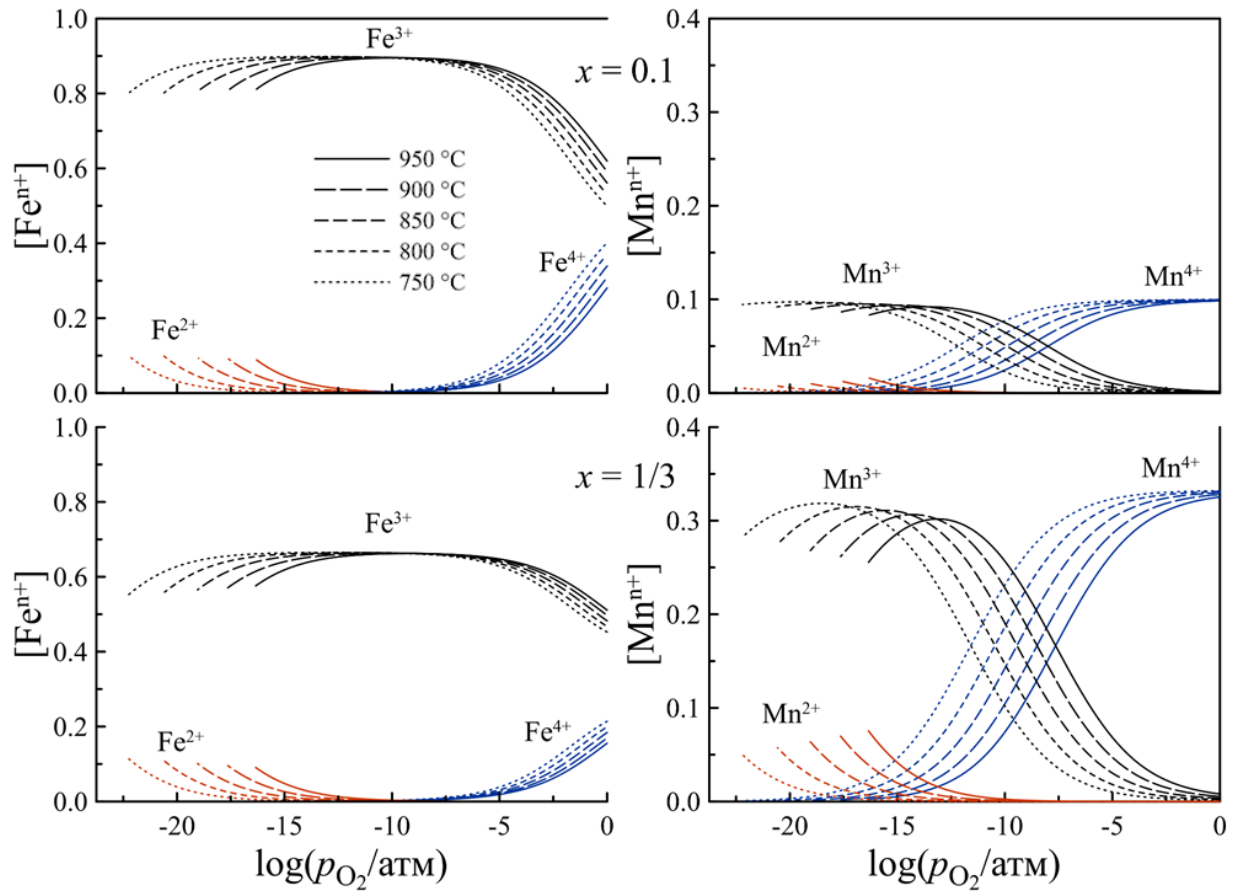 1.0
0.8
0.6
0.4
0.2
0.0
[Feⁿ⁺]
Fe³⁺
950 °C
900 °C
850 °C
800 °C
750 °C
Fe²⁺
Fe⁴⁺
x = 0.1
0.4
0.3
0.2
0.1
0.0
[Mnⁿ⁺]
Mn³⁺
Mn⁴⁺
Mn²⁺
1.0
0.8
0.6
0.4
0.2
0.0
[Feⁿ⁺]
Fe³⁺
Fe²⁺
Fe⁴⁺
-20 -15 -10 -5 0
log(pO₂/атм)
x = 1/3
0.4
0.3
0.2
0.1
0.0
[Mnⁿ⁺]
Mn³⁺
Mn⁴⁺
Mn²⁺
-20 -15 -10 -5 0
log(pO₂/атм)